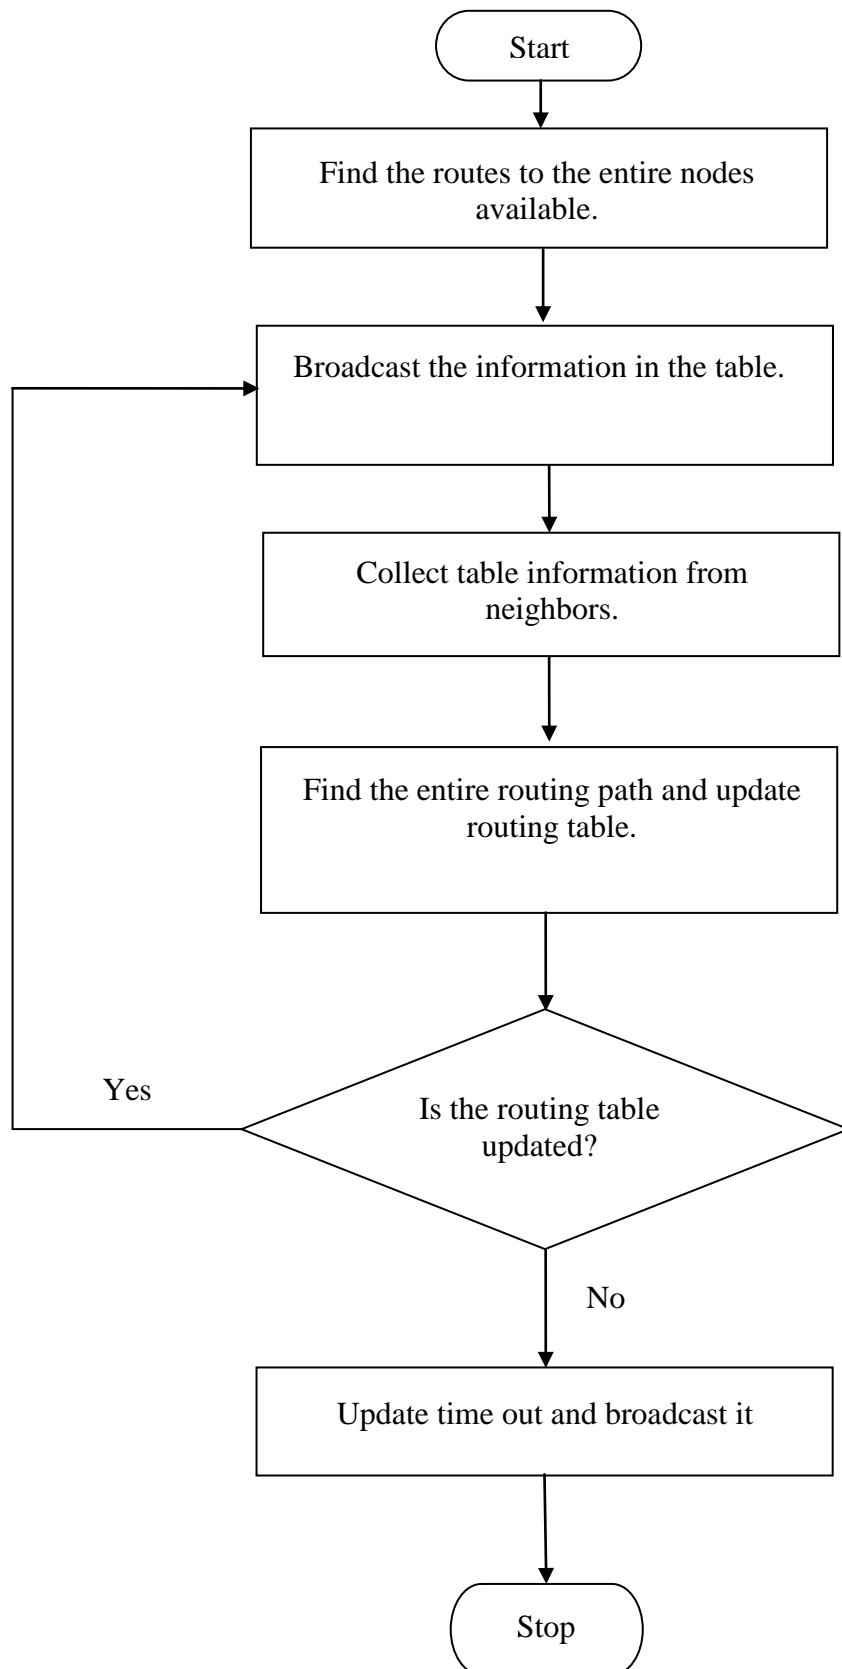 Start
Find the routes to the entire nodes
available.
Broadcast the information in the table.
Collect table information from
neighbors.
Find the entire routing path and update
routing table.
Yes
Is the routing table
updated?
No
Update time out and broadcast it
Stop